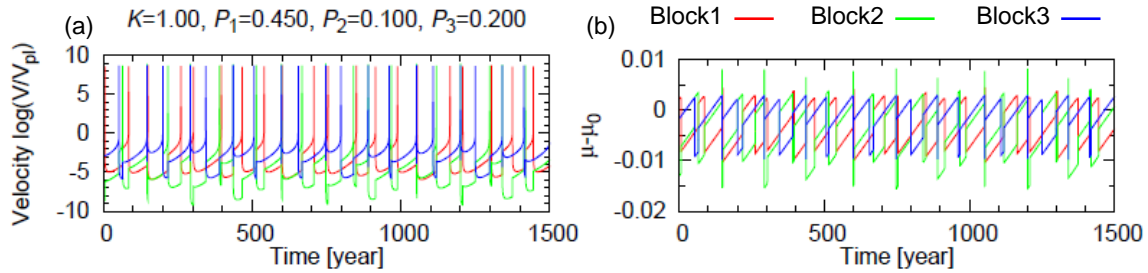 (a) K=1.00, P1=0.450, P2=0.100, P3=0.200
Velocity log(V/Vpl)
10
5
0
-5
-10
0 500 1000 1500
Time [year]
Block1 Block2 Block3
(b)
μ-μ0
0.01
0
-0.01
-0.02
0 500 1000 1500
Time [year]